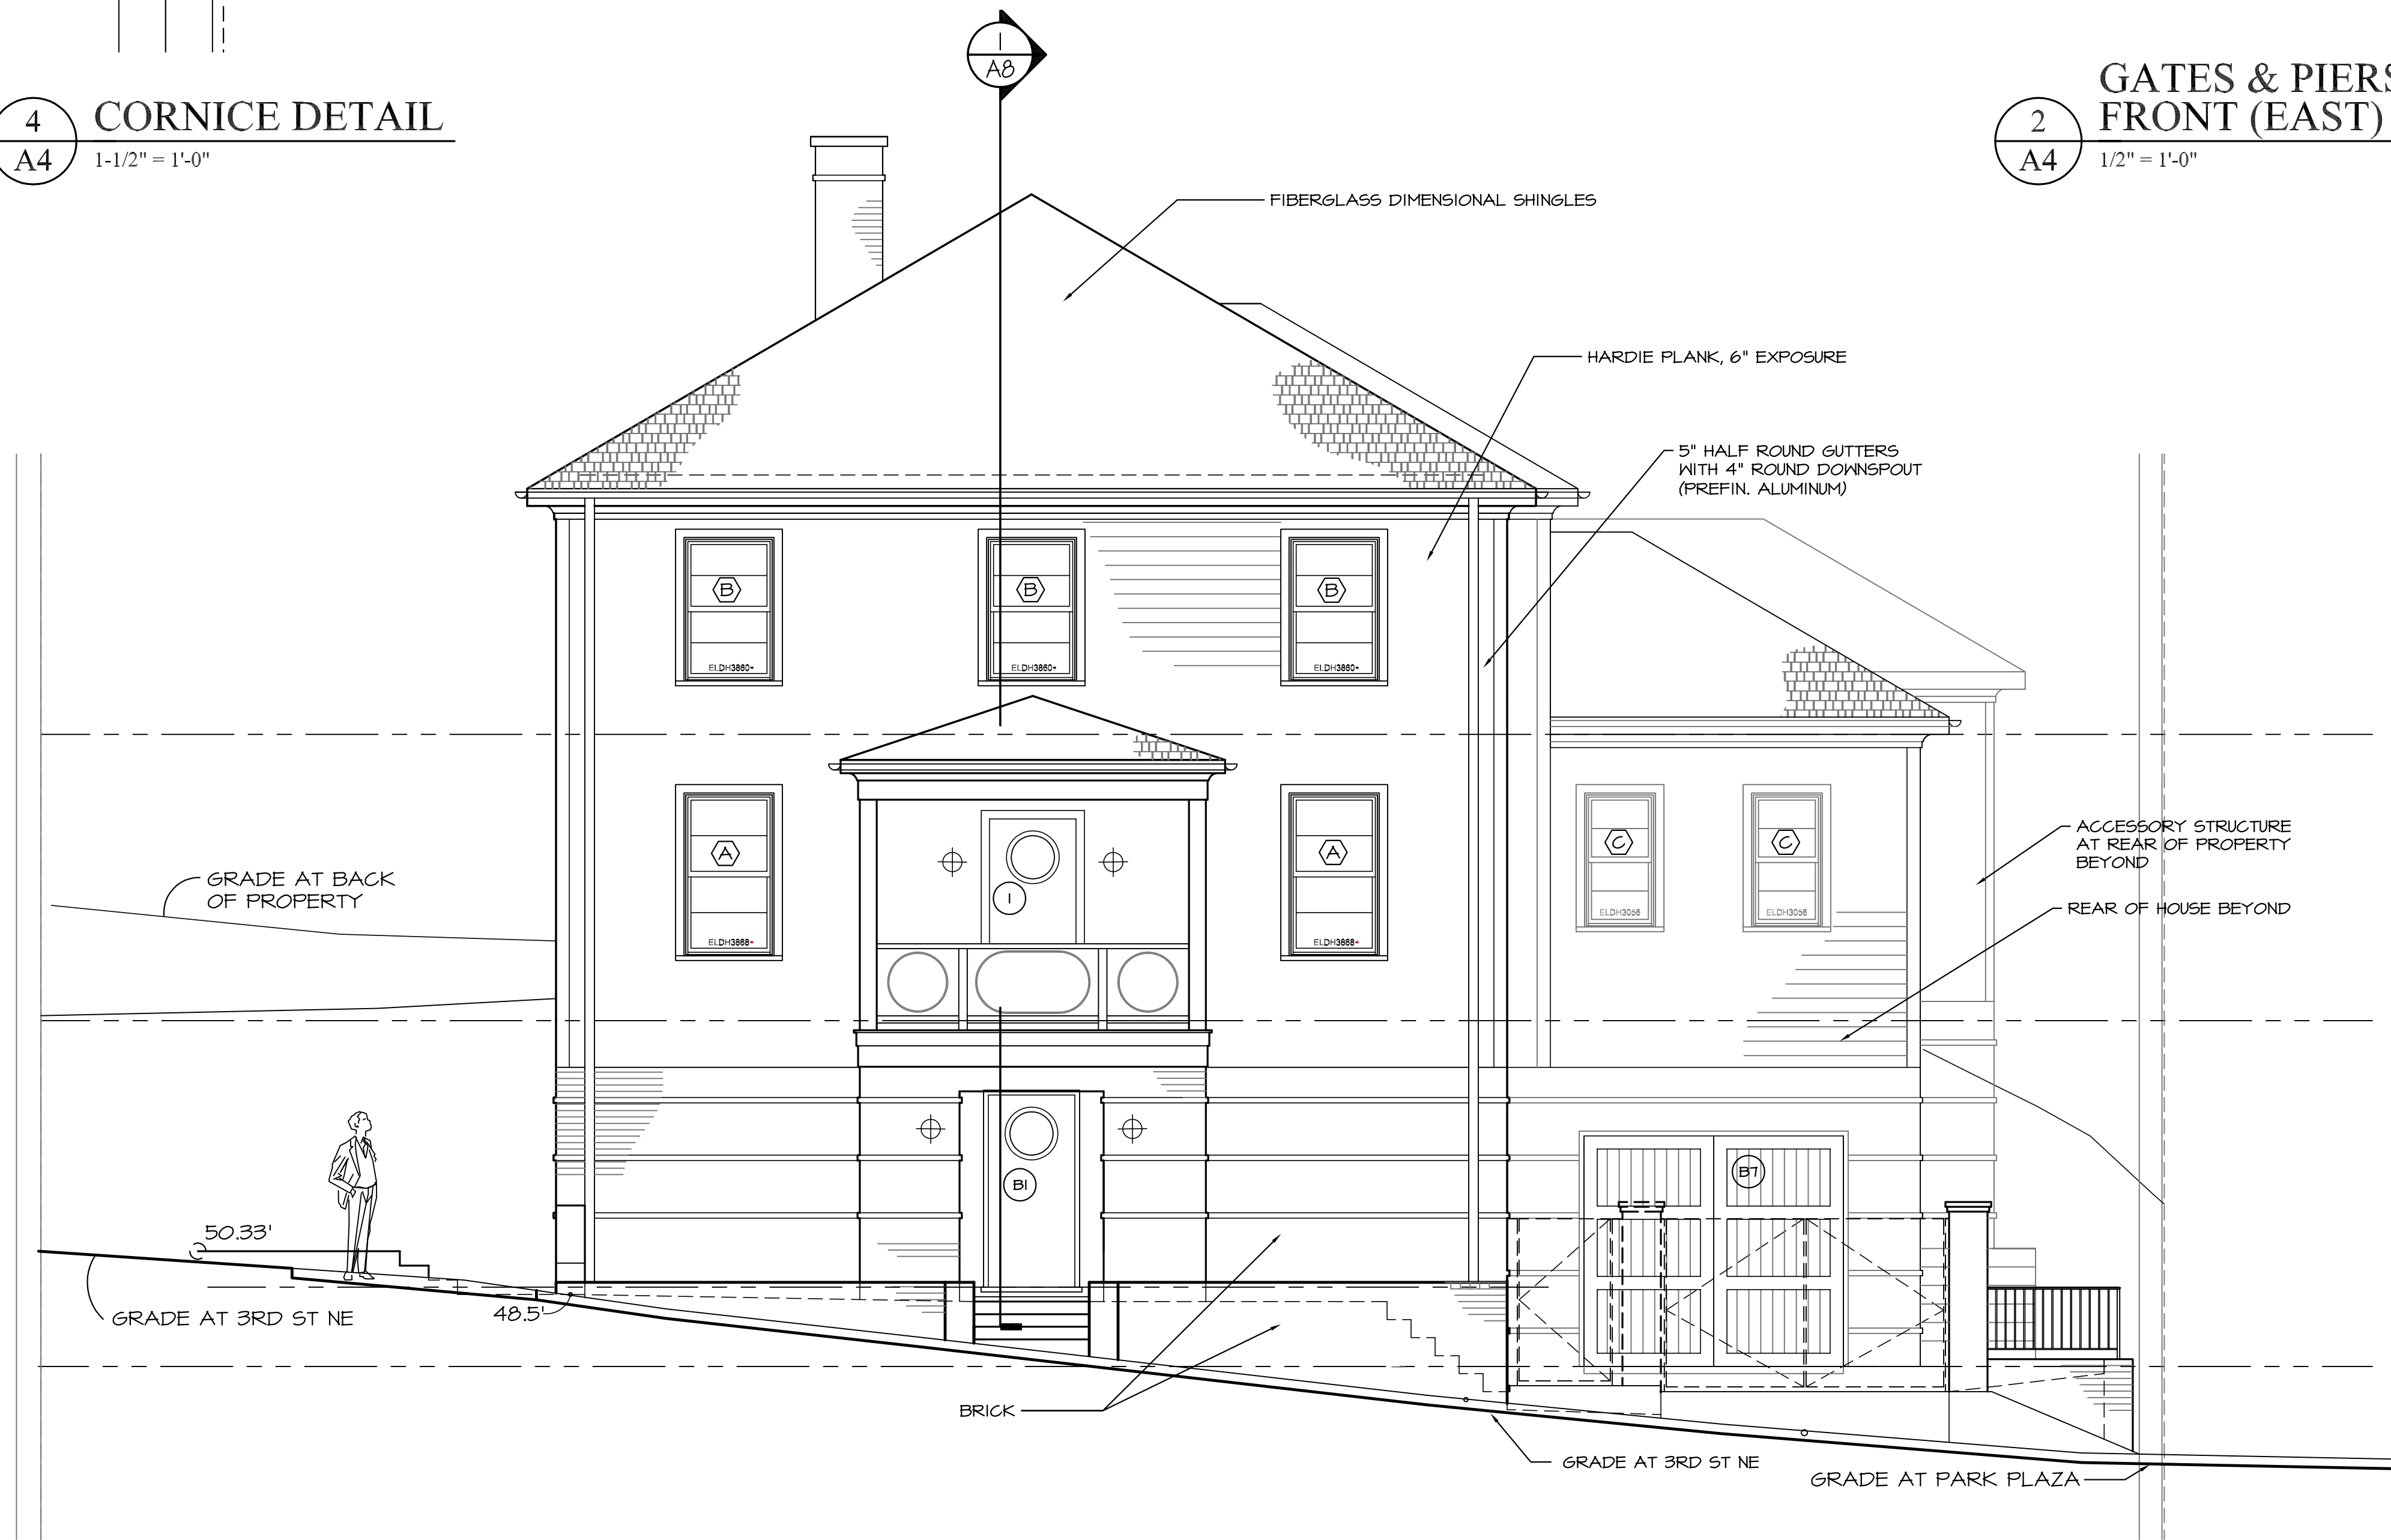 1
A8
4
A4
CORNICE DETAIL
1-1/2" = 1'-0"
2
A4
GATES & PIERS
FRONT (EAST)
1/2" = 1'-0"
FIBERGLASS DIMENSIONAL SHINGLES
HARDIE PLANK, 6" EXPOSURE
5" HALF ROUND GUTTERS
WITH 4" ROUND DOWNSPOUT
(PREFIN. ALUMINUM)
B
B
B
ELDH3860*
ELDH3860*
ELDH3860*
ACCESSORY STRUCTURE
AT REAR OF PROPERTY
BEYOND
A
A
C
C
GRADE AT BACK
OF PROPERTY
1
REAR OF HOUSE BEYOND
ELDH3056
ELDH3056
ELDH3868*
ELDH3868*
B1
B7
50.33'
48.5'
GRADE AT 3RD ST NE
BRICK
GRADE AT 3RD ST NE
GRADE AT PARK PLAZA